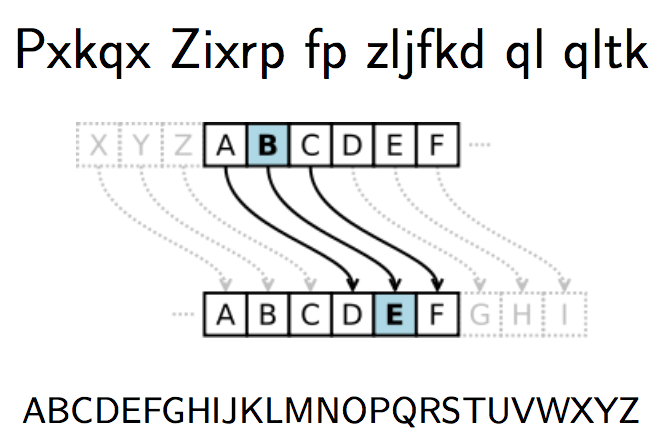 Pxkqx Zixrp fp zljfkd ql qltk
X Y Z A B C D E F ....
.... A B C D E F G H I
ABCDEFGHIJKLMNOPQRSTUVWXYZ